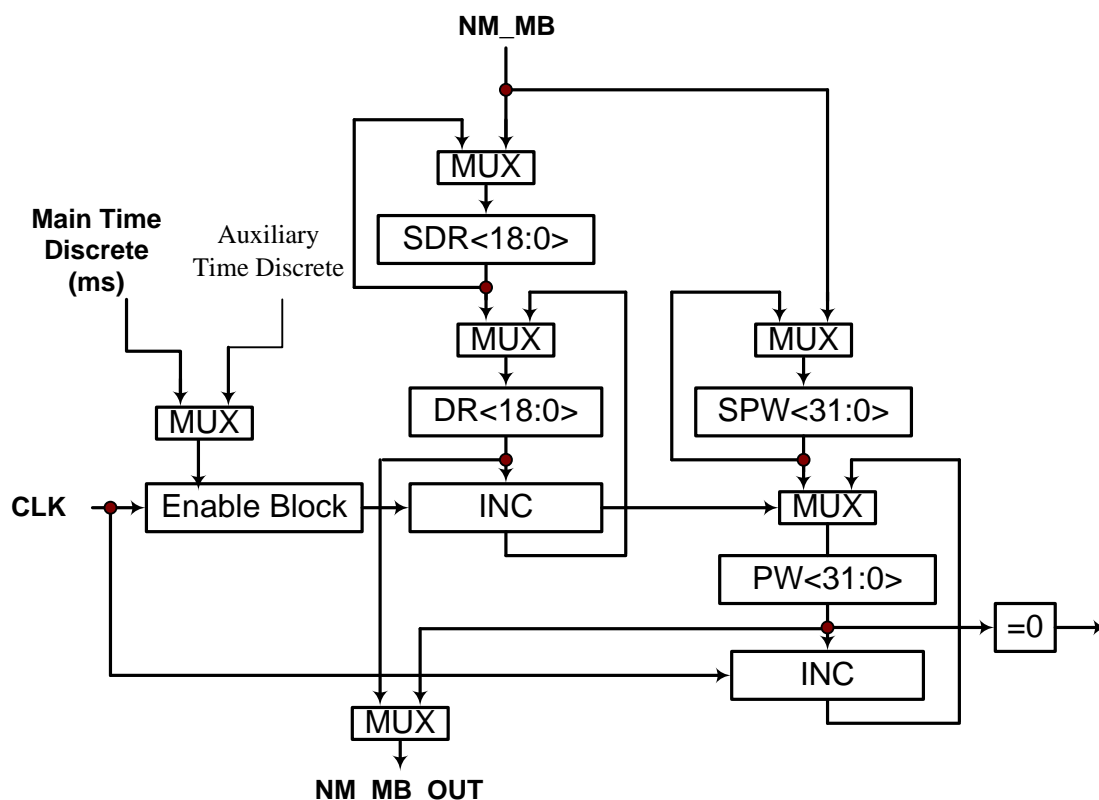 NM_MB
MUX
SDR<18:0>
Main Time
Discrete
(ms)
Auxiliary
Time Discrete
MUX
MUX
MUX
DR<18:0>
SPW<31:0>
CLK
Enable Block
INC
MUX
PW<31:0>
=0
INC
MUX
NM_MB_OUT